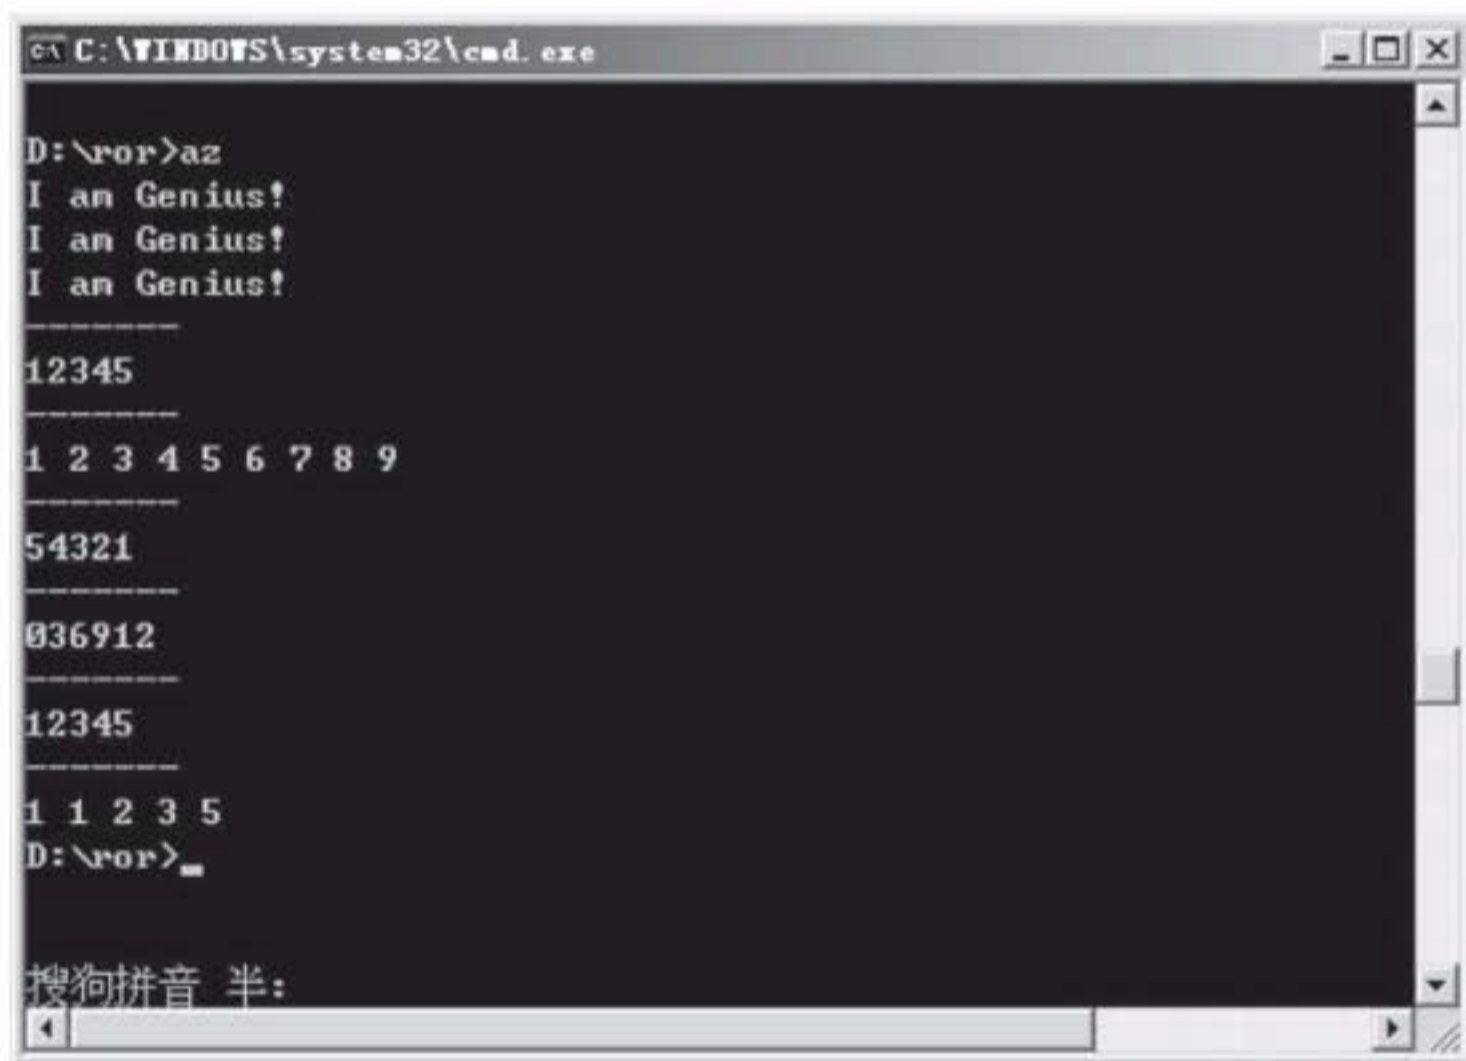 C:\WINDOWS\system32\cmd.exe
D:\ror>az
I am Genius!
I am Genius!
I am Genius!
-------
12345
-------
1 2 3 4 5 6 7 8 9
-------
54321
-------
036912
-------
12345
-------
1 1 2 3 5
D:\ror>_
搜狗拼音 半: